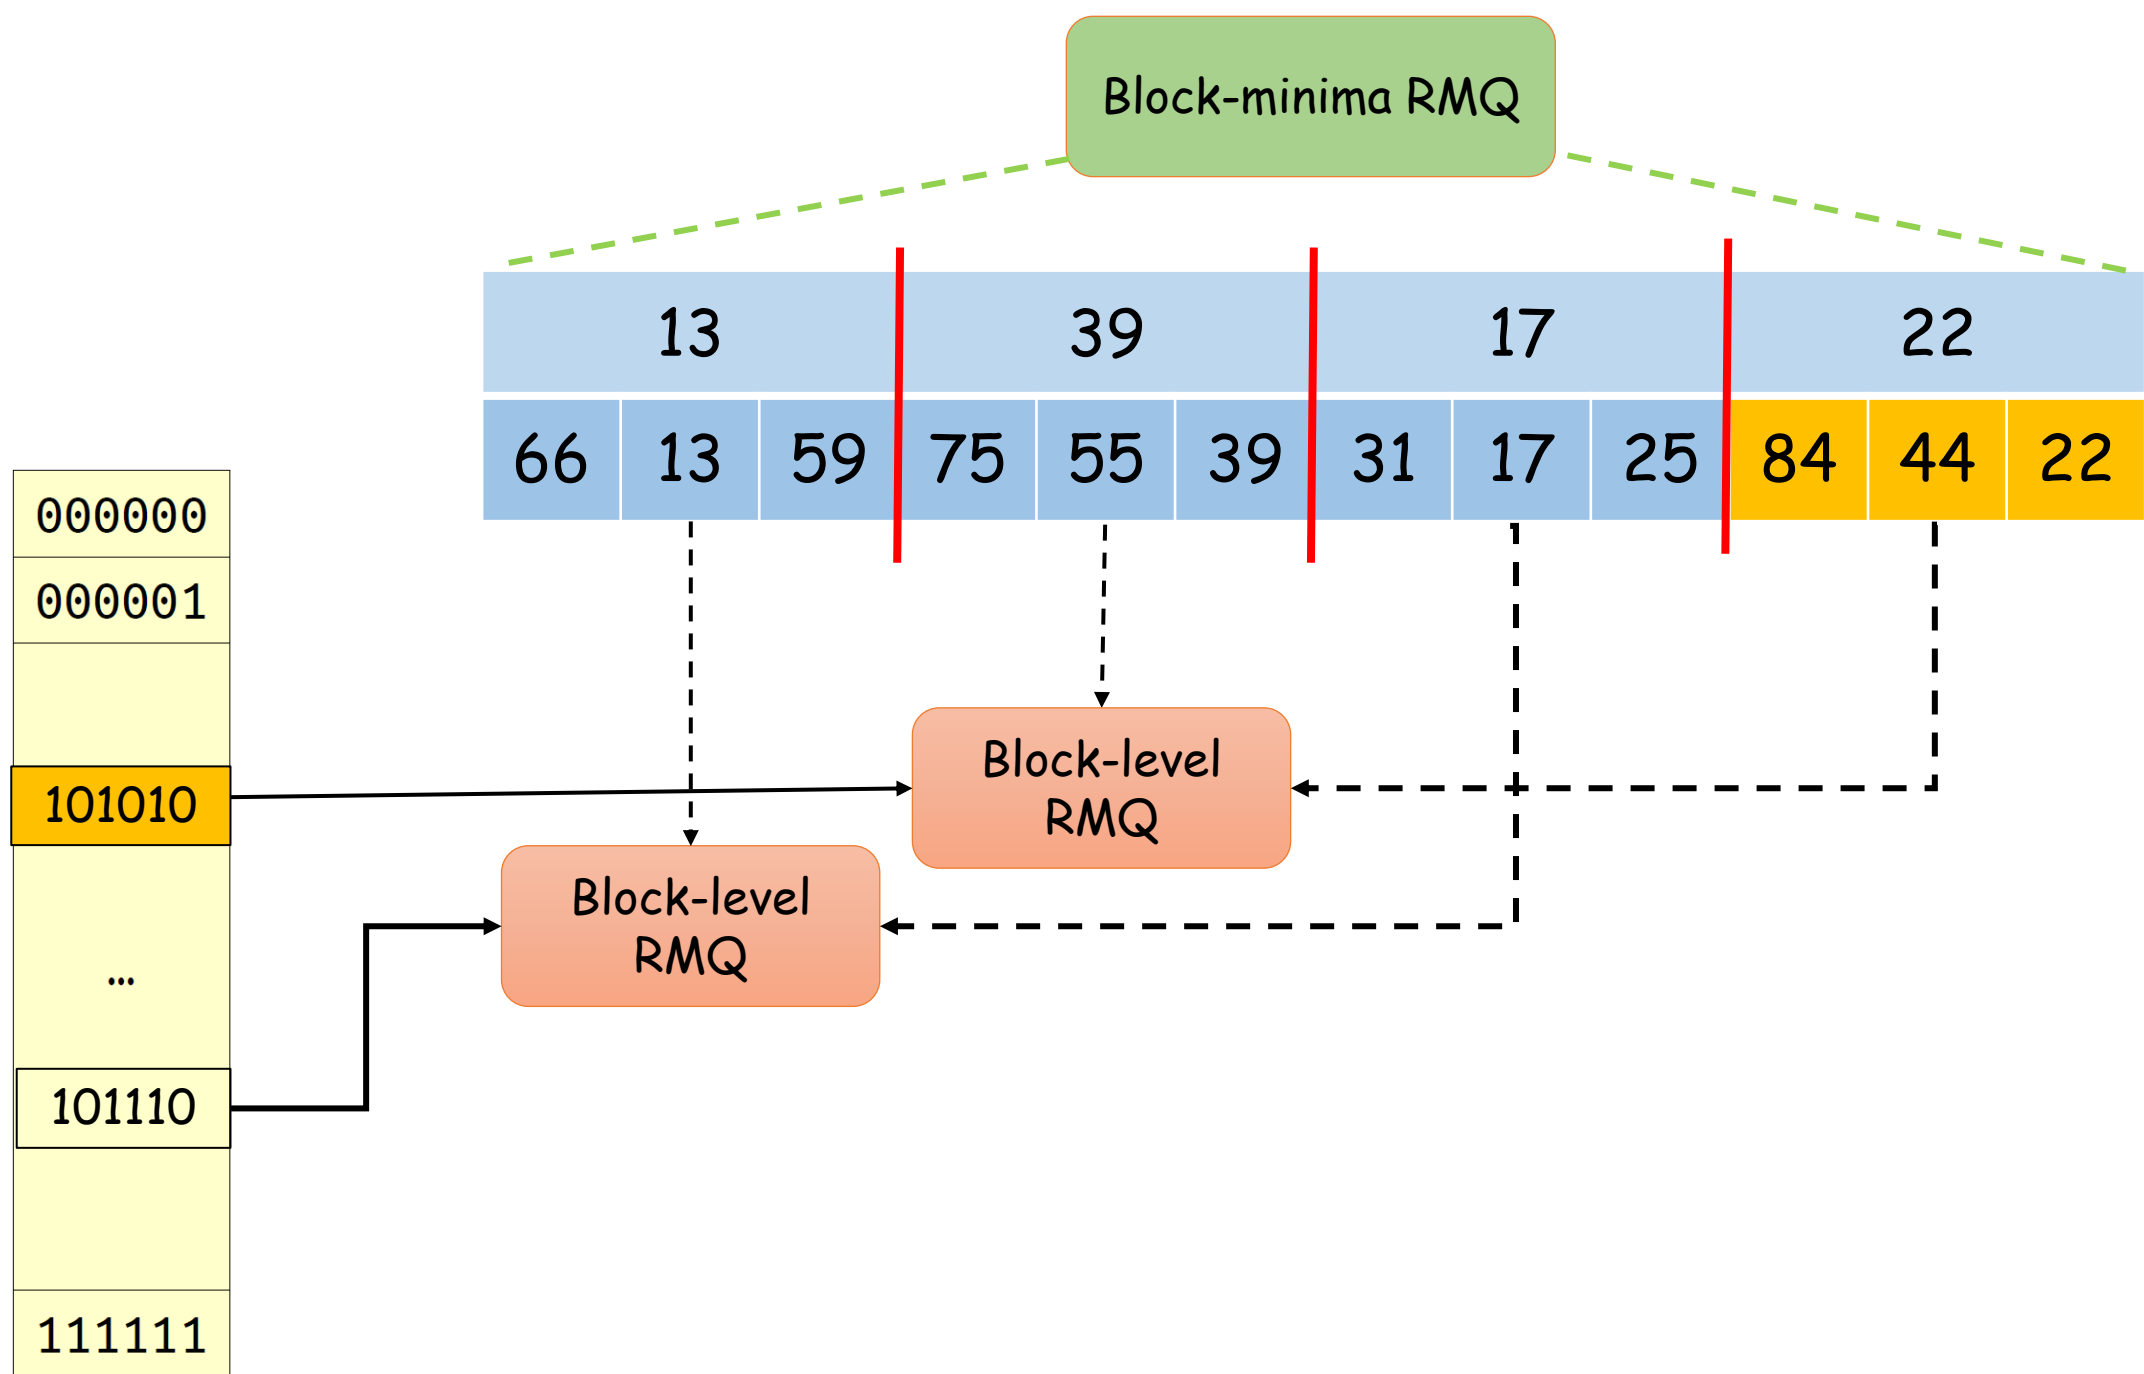 Block-minima RMQ
13 39 17 22
66 13 59 75 55 39 31 17 25 84 44 22
000000
000001
101010
…
101110
111111
Block-level
RMQ
Block-level
RMQ